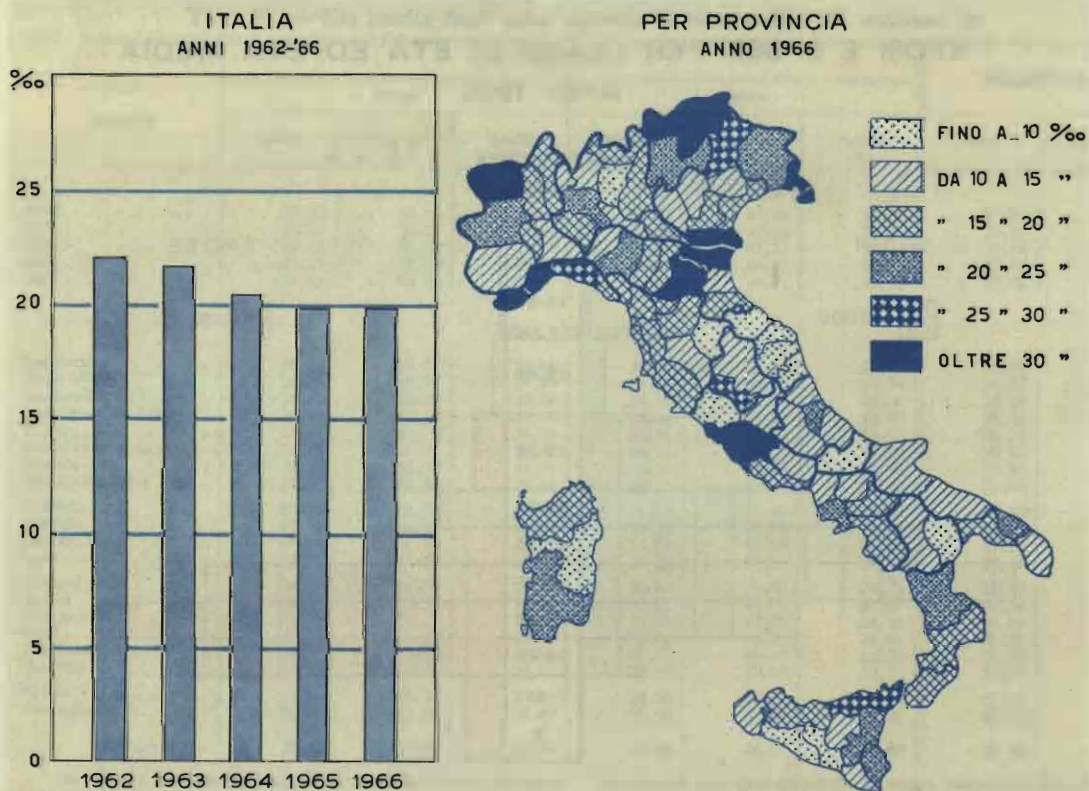 ITALIA
ANNI 1962-'66
‰
25
20
15
10
5
0
1962 1963 1964 1965 1966
PER PROVINCIA
ANNO 1966
FINO A_10 ‰
DA 10 A 15 "
" 15 " 20 "
" 20 " 25 "
" 25 " 30 "
OLTRE 30 "